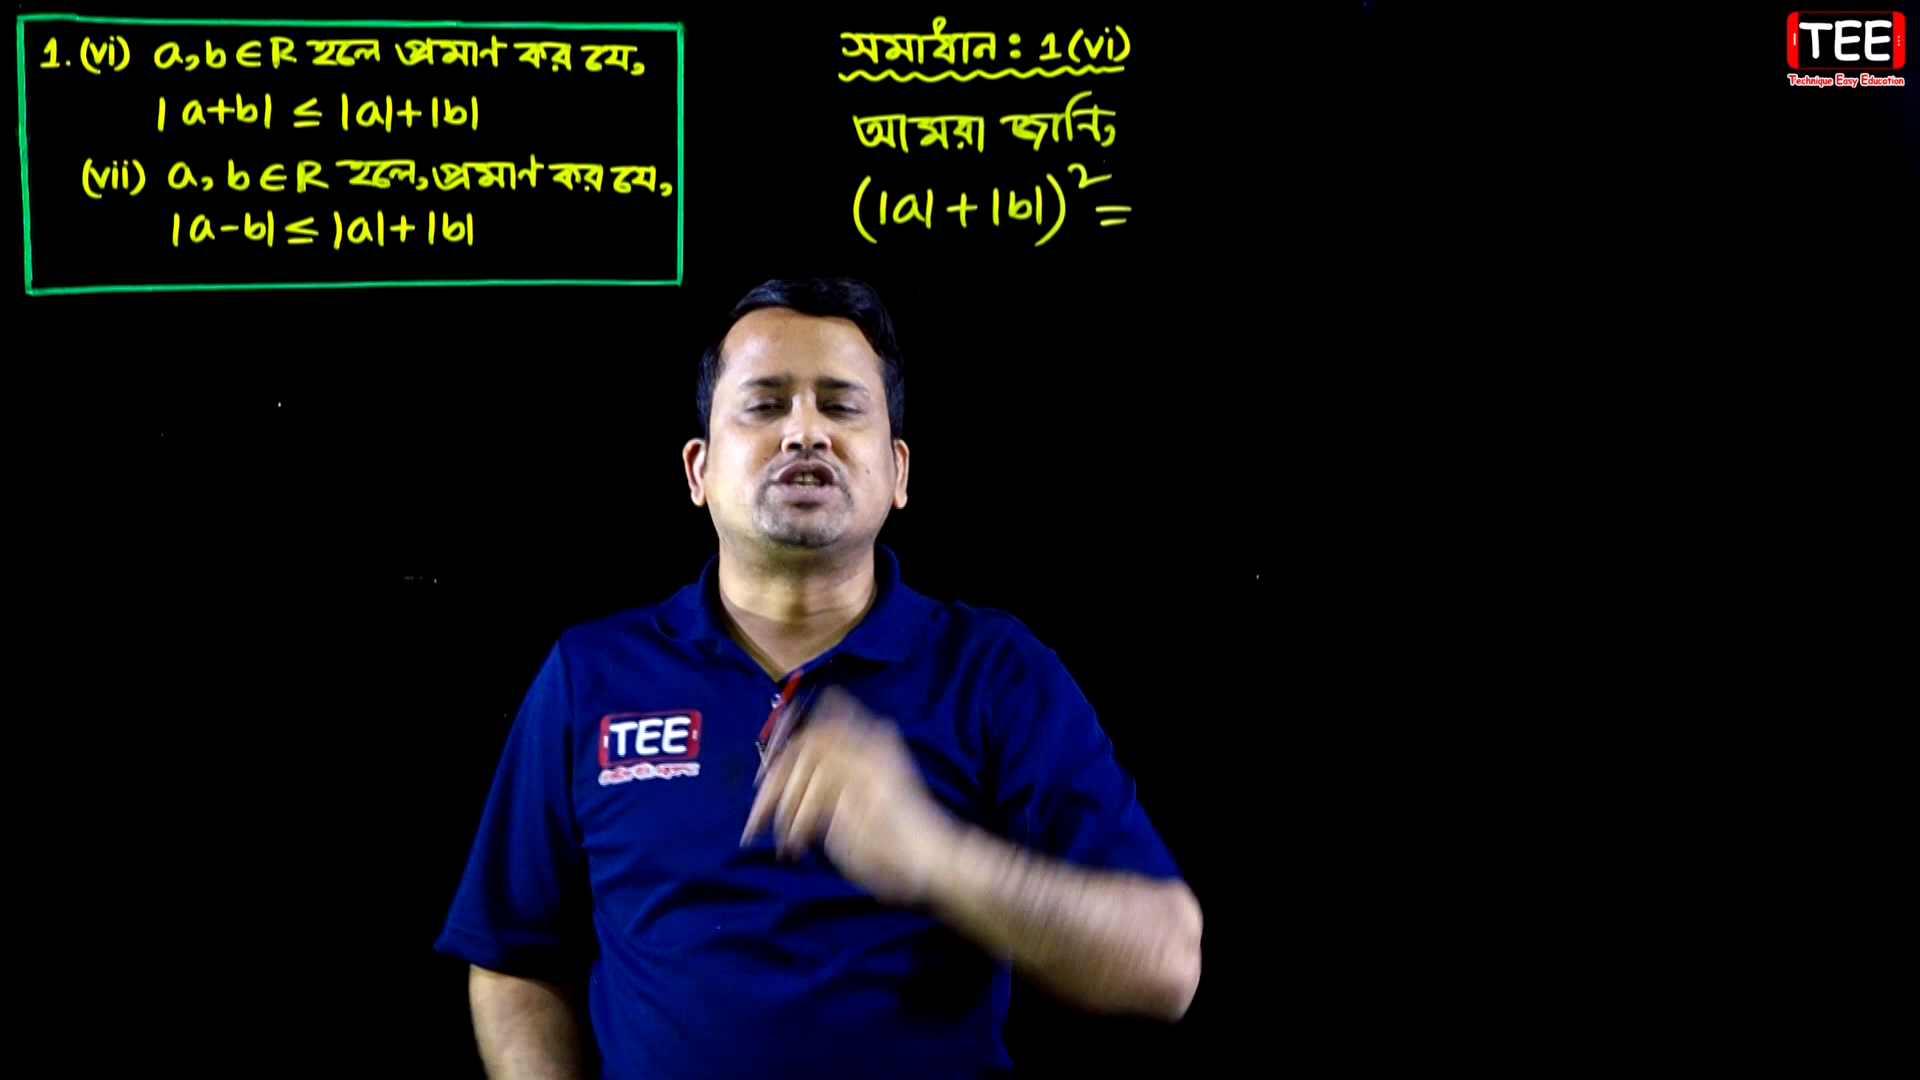 1. (vi) a, b ∈ R হলে প্রমাণ কর যে,
|a+b| ≤ |a|+|b|
(vii) a, b ∈ R হলে, প্রমাণ কর যে,
|a-b| ≤ |a|+|b|
সমাধান : 1(vi)
আমরা জানি,
(|a|+|b|)² =
TEE
Technique Easy Education
TEE